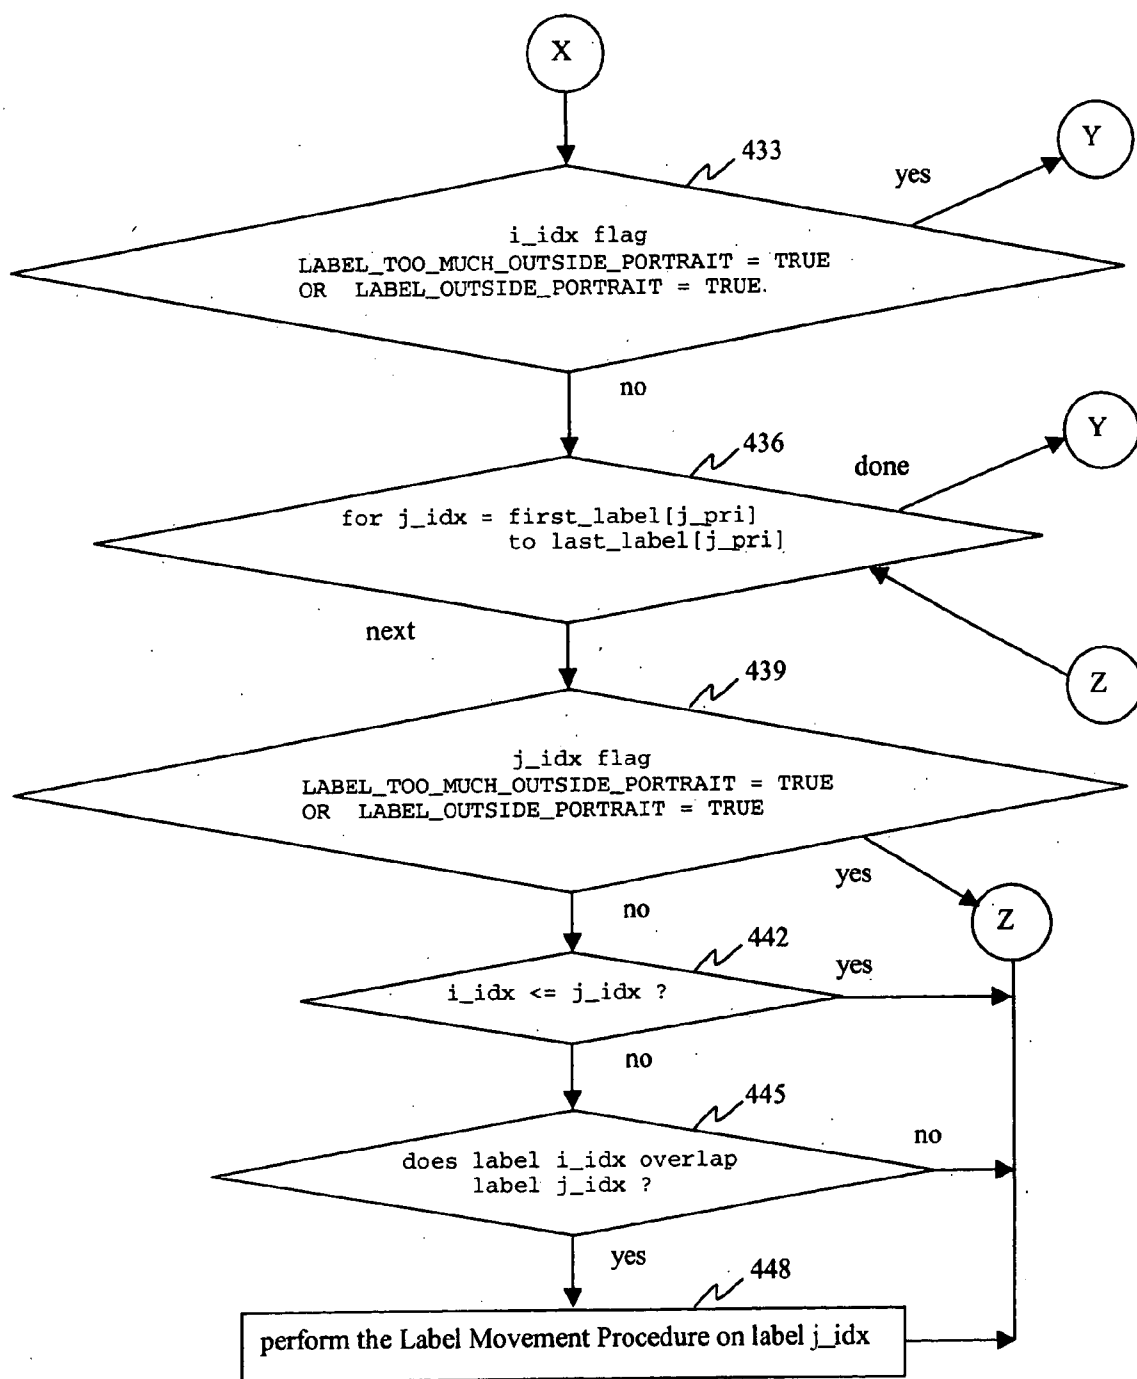 X
Y
433
yes
i_idx flag
LABEL_TOO_MUCH_OUTSIDE_PORTRAIT = TRUE
OR LABEL_OUTSIDE_PORTRAIT = TRUE.
no
Y
436
done
for j_idx = first_label[j_pri]
to last_label[j_pri]
next
Z
439
j_idx flag
LABEL_TOO_MUCH_OUTSIDE_PORTRAIT = TRUE
OR LABEL_OUTSIDE_PORTRAIT = TRUE
yes
no
Z
442
yes
i_idx <= j_idx ?
no
445
no
does label i_idx overlap
label j_idx ?
yes
448
perform the Label Movement Procedure on label j_idx